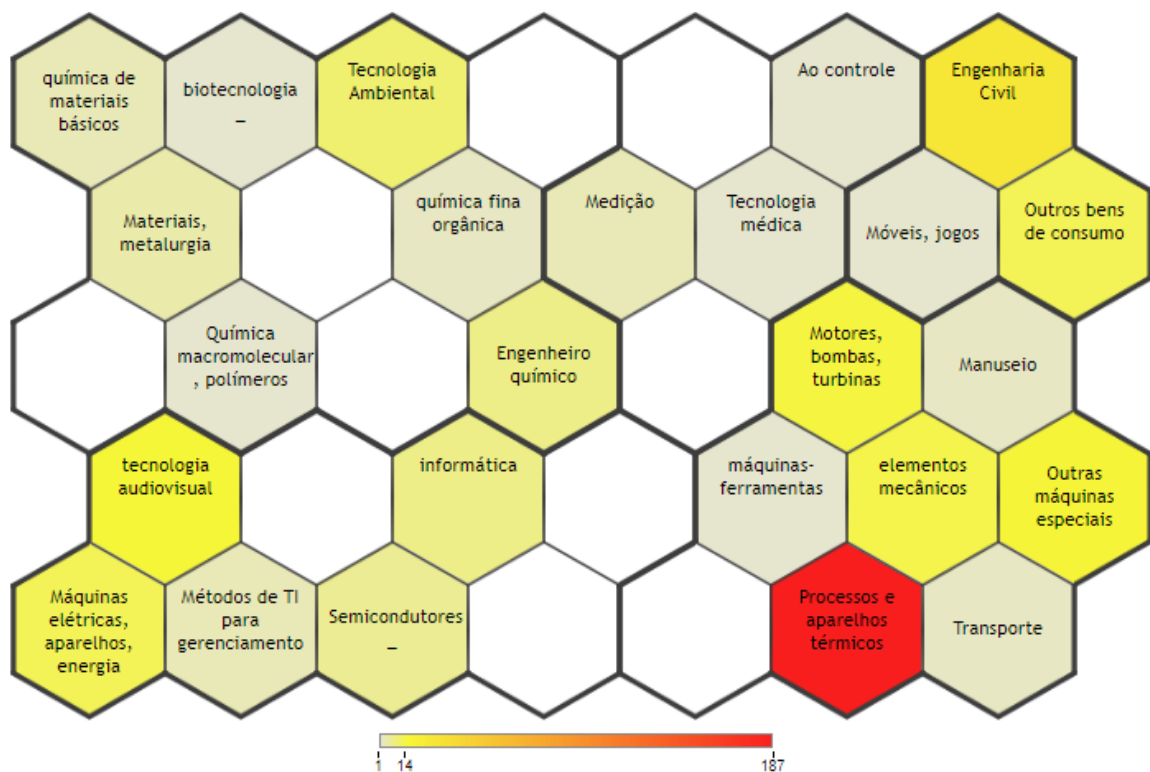 química de
materiais
básicos
biotecnologia
–
Tecnologia
Ambiental
Ao controle
Engenharia
Civil
Materiais,
metalurgia
química fina
orgânica
Medição
Tecnologia
médica
Móveis, jogos
Outros bens
de consumo
Química
macromolecular
, polímeros
Engenheiro
químico
Motores,
bombas,
turbinas
Manuseio
tecnologia
audiovisual
informática
máquinas-
ferramentas
elementos
mecânicos
Outras
máquinas
especiais
Máquinas
elétricas,
aparelhos,
energia
Métodos de TI
para
gerenciamento
Semicondutores
–
Processos e
aparelhos
térmicos
Transporte
1 14 187